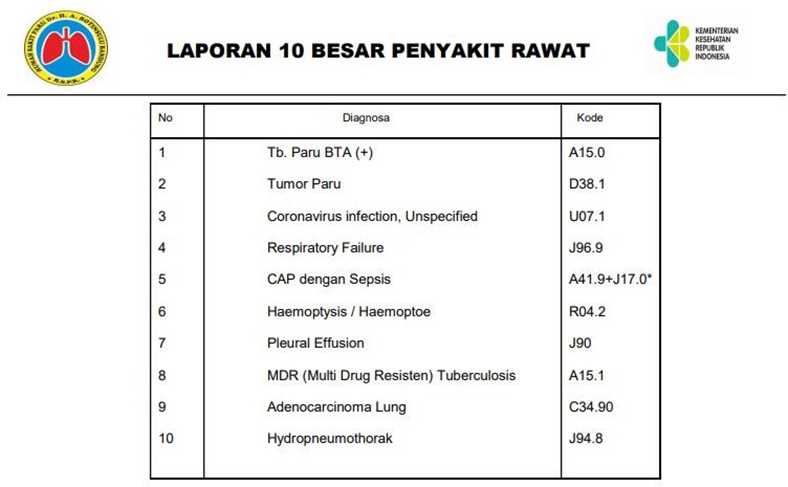 RUMAH SAKIT PARU Dr. H. A. ROTINSULU BANDUNG
R.S.P.R.
LAPORAN 10 BESAR PENYAKIT RAWAT
KEMENTERIAN
KESEHATAN
REPUBLIK
INDONESIA
No Diagnosa Kode
1 Tb. Paru BTA (+) A15.0
2 Tumor Paru D38.1
3 Coronavirus infection, Unspecified U07.1
4 Respiratory Failure J96.9
5 CAP dengan Sepsis A41.9+J17.0*
6 Haemoptysis / Haemoptoe R04.2
7 Pleural Effusion J90
8 MDR (Multi Drug Resisten) Tuberculosis A15.1
9 Adenocarcinoma Lung C34.90
10 Hydropneumothorak J94.8